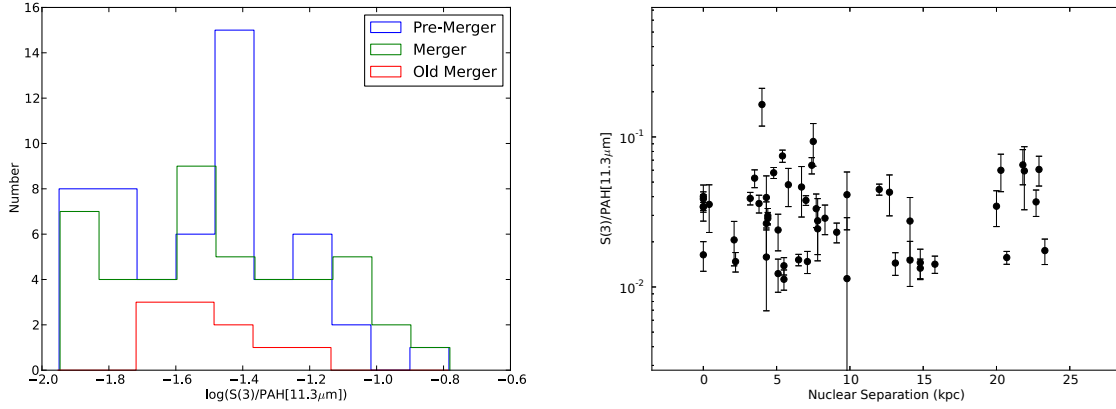 16
14
12
10
8
6
4
2
0
Number
−2.0 −1.8 −1.6 −1.4 −1.2 −1.0 −0.8 −0.6
log(S(3)/PAH[11.3μm])
Pre-Merger
Merger
Old Merger
S(3)/PAH[11.3μm]
10⁻¹
10⁻²
0 5 10 15 20 25
Nuclear Separation (kpc)